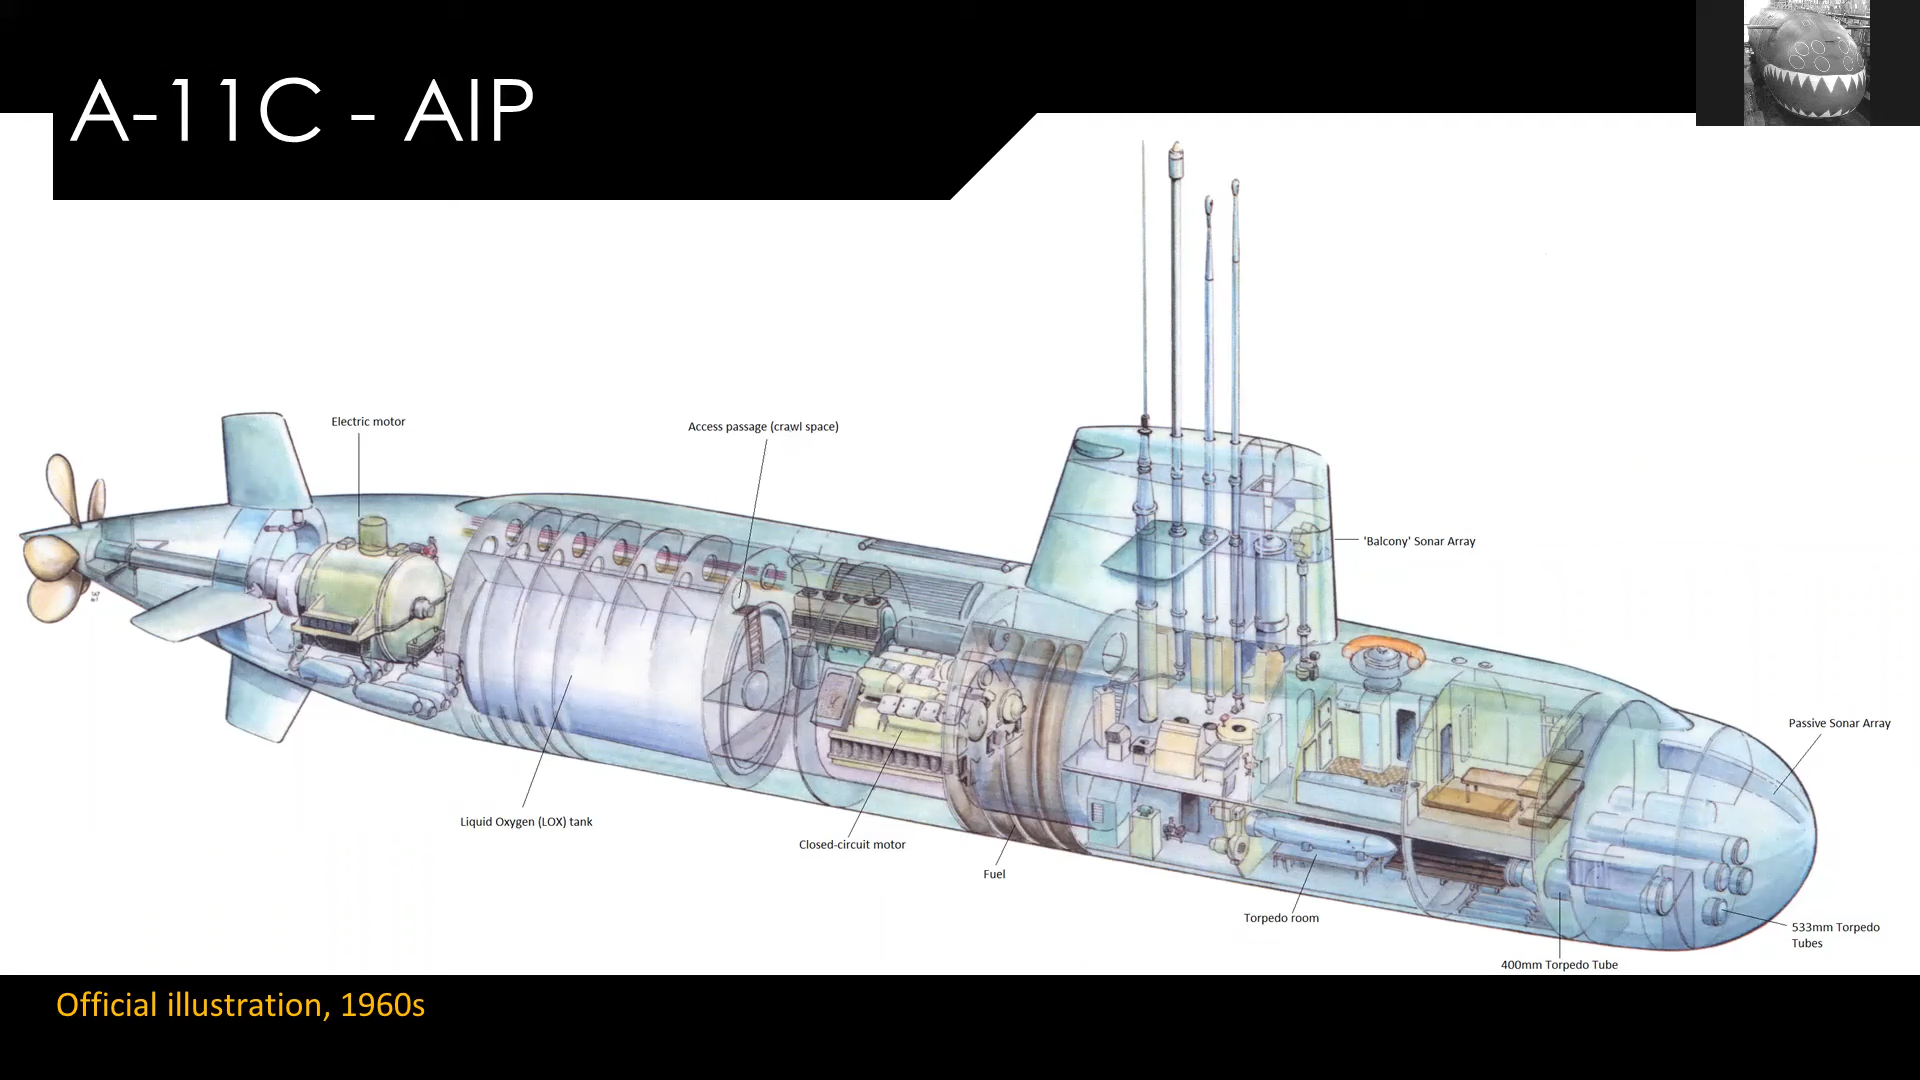 A-11C - AIP
Electric motor
Access passage (crawl space)
'Balcony' Sonar Array
Passive Sonar Array
Liquid Oxygen (LOX) tank
Closed-circuit motor
Fuel
Torpedo room
533mm Torpedo
Tubes
400mm Torpedo Tube
Official illustration, 1960s